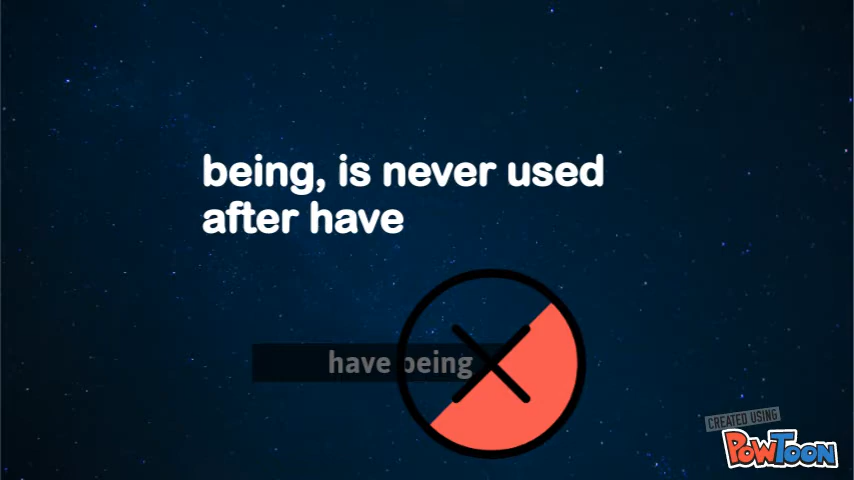 being, is never used
after have
have being
CREATED USING
POWTOON